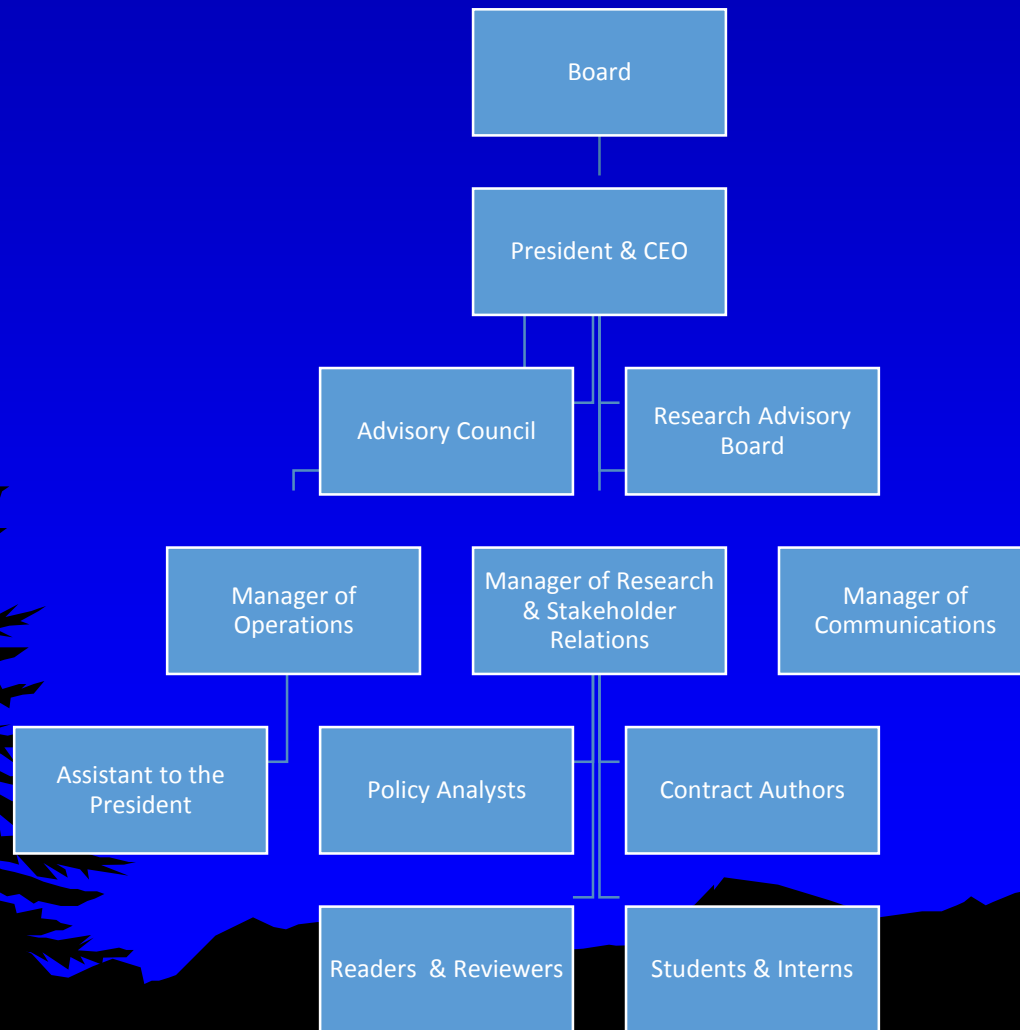 Board
President & CEO
Advisory Council
Research Advisory
Board
Manager of
Operations
Manager of Research
& Stakeholder
Relations
Manager of
Communications
Assistant to the
President
Policy Analysts
Contract Authors
Readers  & Reviewers
Students & Interns